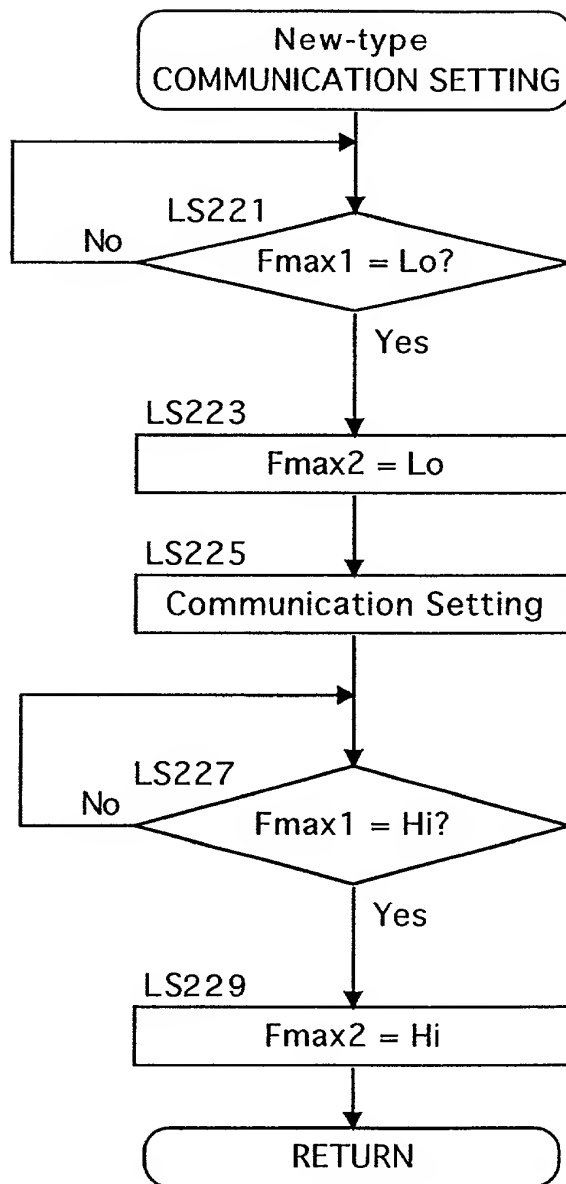 New-type
COMMUNICATION SETTING
LS221
No
Fmax1 = Lo?
Yes
LS223
Fmax2 = Lo
LS225
Communication Setting
LS227
No
Fmax1 = Hi?
Yes
LS229
Fmax2 = Hi
RETURN